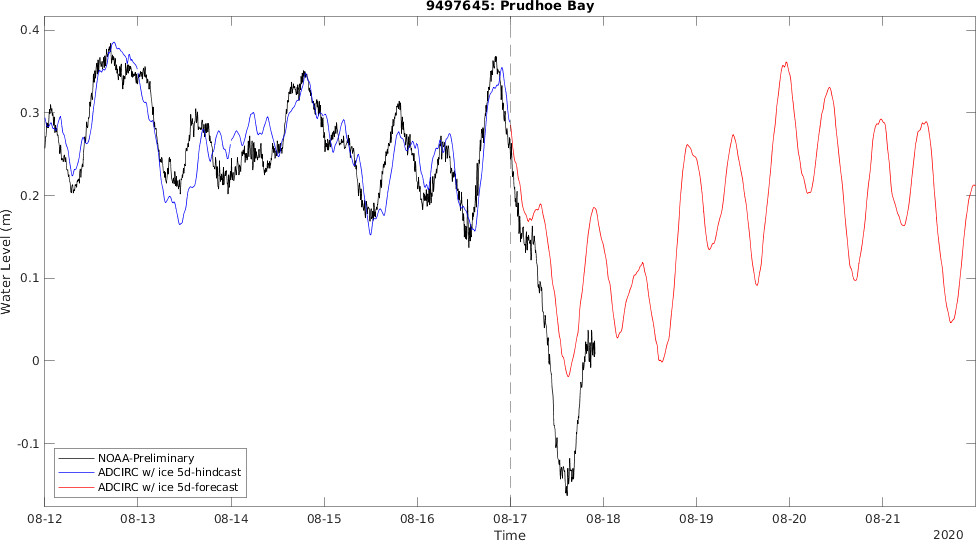 9497645: Prudhoe Bay
0.4
0.3
0.2
0.1
0
-0.1
Water Level (m)
NOAA-Preliminary
ADCIRC w/ ice 5d-hindcast
ADCIRC w/ ice 5d-forecast
08-12 08-13 08-14 08-15 08-16 08-17 08-18 08-19 08-20 08-21
Time
2020